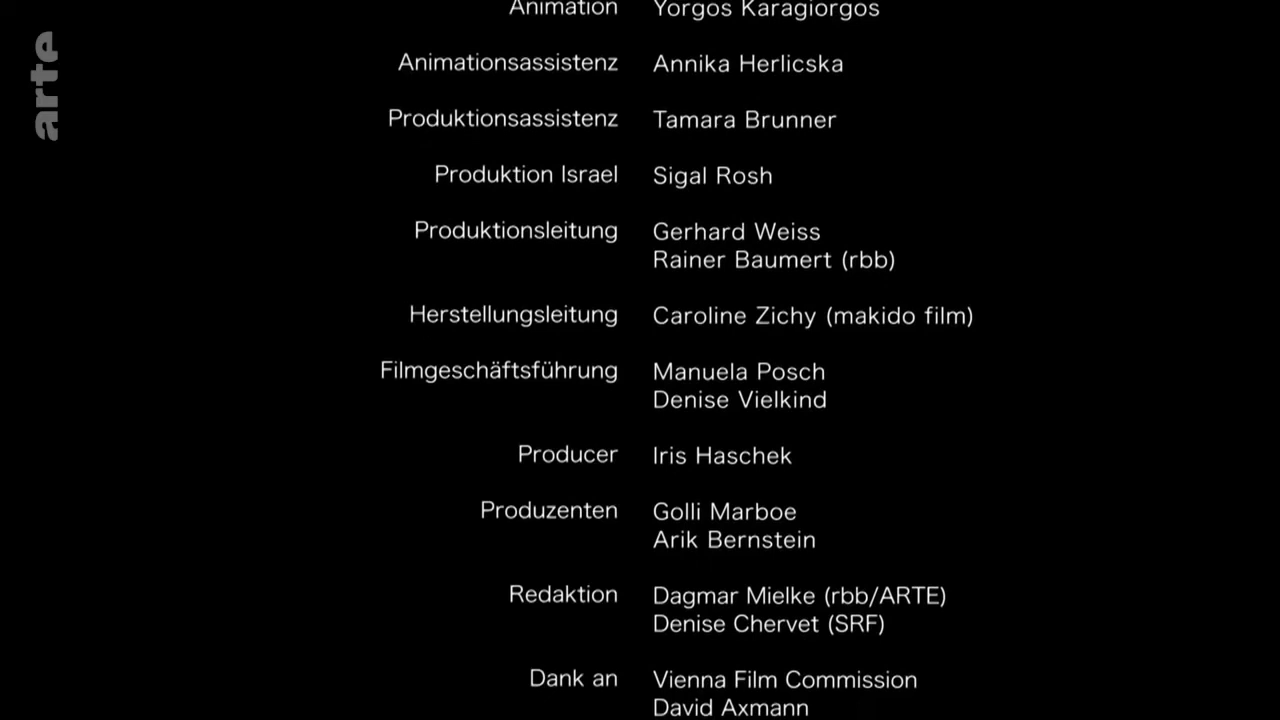 arte
Animation Yorgos Karagiorgos
Animationsassistenz Annika Herlicska
Produktionsassistenz Tamara Brunner
Produktion Israel Sigal Rosh
Produktionsleitung Gerhard Weiss
Rainer Baumert (rbb)
Herstellungsleitung Caroline Zichy (makido film)
Filmgeschäftsführung Manuela Posch
Denise Vielkind
Producer Iris Haschek
Produzenten Golli Marboe
Arik Bernstein
Redaktion Dagmar Mielke (rbb/ARTE)
Denise Chervet (SRF)
Dank an Vienna Film Commission
David Axmann